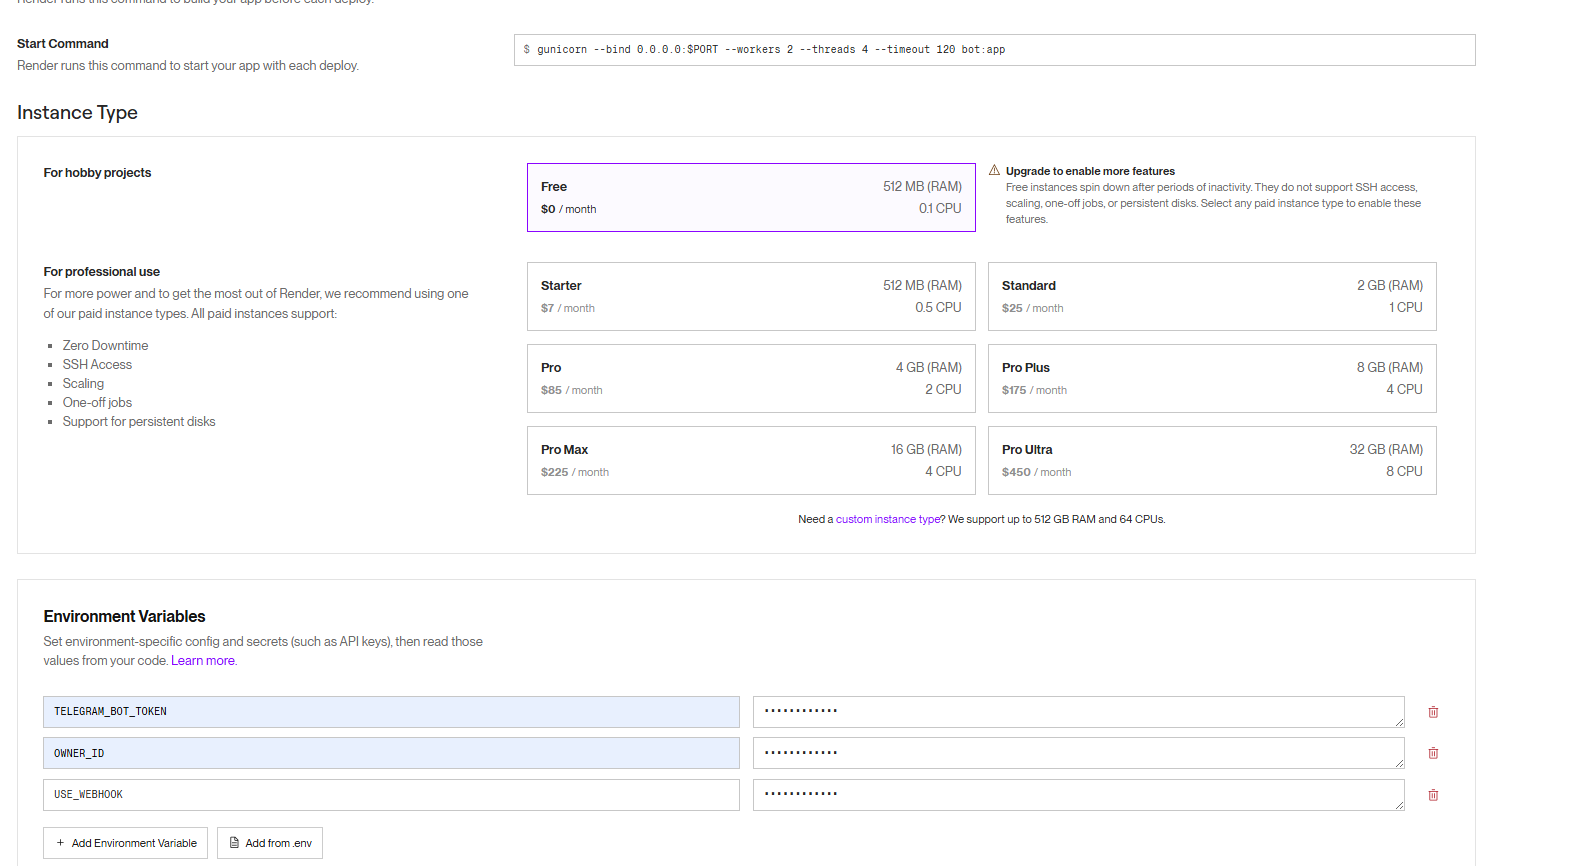 Render runs this command to build your app before each deploy.
Start Command
Render runs this command to start your app with each deploy.
$ gunicorn --bind 0.0.0.0:$PORT --workers 2 --threads 4 --timeout 120 bot:app
Instance Type
For hobby projects
Free
512 MB (RAM)
$0 / month
0.1 CPU
Upgrade to enable more features
Free instances spin down after periods of inactivity. They do not support SSH access,
scaling, one-off jobs, or persistent disks. Select any paid instance type to enable these
features.
For professional use
For more power and to get the most out of Render, we recommend using one
of our paid instance types. All paid instances support:
Zero Downtime
SSH Access
Scaling
One-off jobs
Support for persistent disks
Starter
512 MB (RAM)
$7 / month
0.5 CPU
Standard
2 GB (RAM)
$25 / month
1 CPU
Pro
4 GB (RAM)
$85 / month
2 CPU
Pro Plus
8 GB (RAM)
$175 / month
4 CPU
Pro Max
16 GB (RAM)
$225 / month
4 CPU
Pro Ultra
32 GB (RAM)
$450 / month
8 CPU
Need a custom instance type? We support up to 512 GB RAM and 64 CPUs.
Environment Variables
Set environment-specific config and secrets (such as API keys), then read those
values from your code. Learn more.
TELEGRAM_BOT_TOKEN
••••••••••••
OWNER_ID
••••••••••••
USE_WEBHOOK
••••••••••••
+ Add Environment Variable
Add from .env